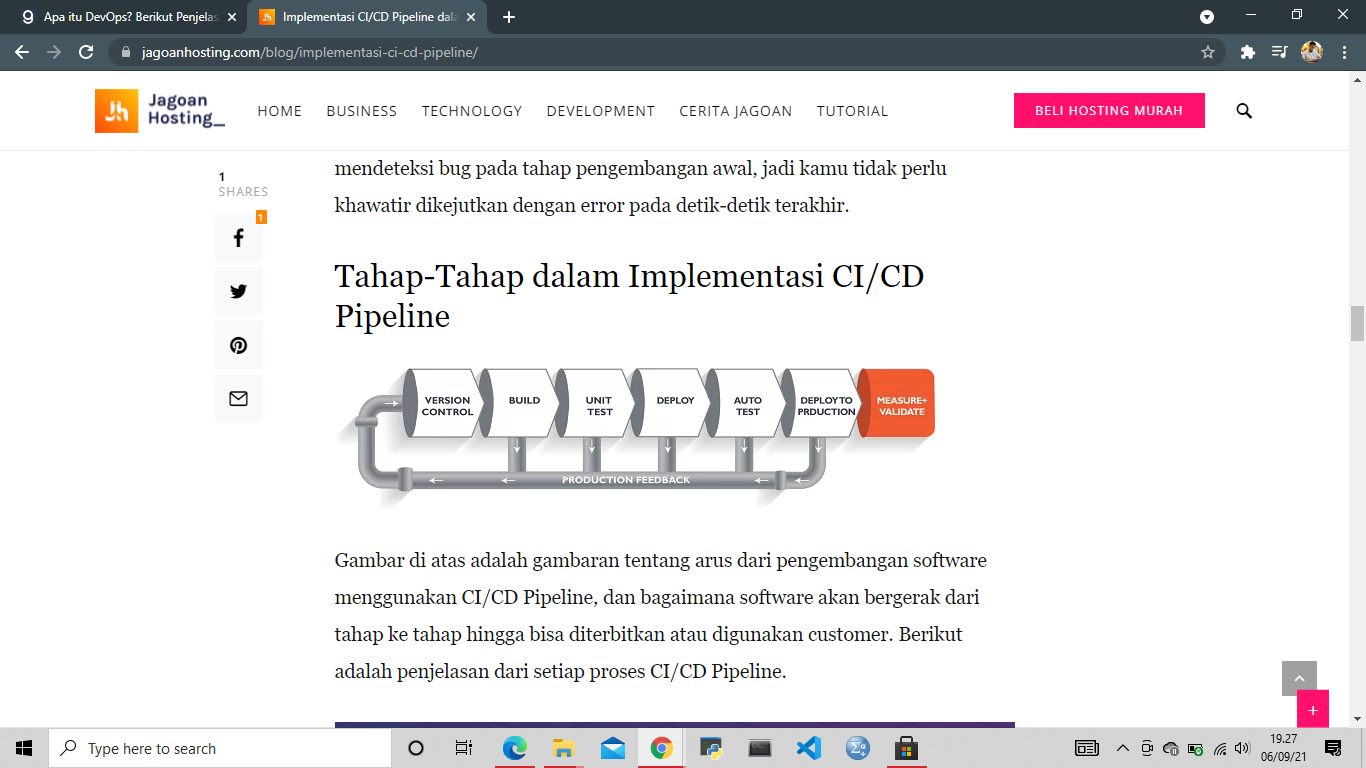 Apa itu DevOps? Berikut Penjelas
Implementasi CI/CD Pipeline dala
jagoanhosting.com/blog/implementasi-ci-cd-pipeline/
Jagoan
Hosting_
HOME BUSINESS TECHNOLOGY DEVELOPMENT CERITA JAGOAN TUTORIAL
BELI HOSTING MURAH
1
SHARES
1
mendeteksi bug pada tahap pengembangan awal, jadi kamu tidak perlu
khawatir dikejutkan dengan error pada detik-detik terakhir.
Tahap-Tahap dalam Implementasi CI/CD
Pipeline
VERSION
CONTROL
BUILD
UNIT
TEST
DEPLOY
AUTO
TEST
DEPLOY TO
PRDUCTION
MEASURE+
VALIDATE
PRODUCTION FEEDBACK
Gambar di atas adalah gambaran tentang arus dari pengembangan software
menggunakan CI/CD Pipeline, dan bagaimana software akan bergerak dari
tahap ke tahap hingga bisa diterbitkan atau digunakan customer. Berikut
adalah penjelasan dari setiap proses CI/CD Pipeline.
Type here to search
19.27
06/09/21